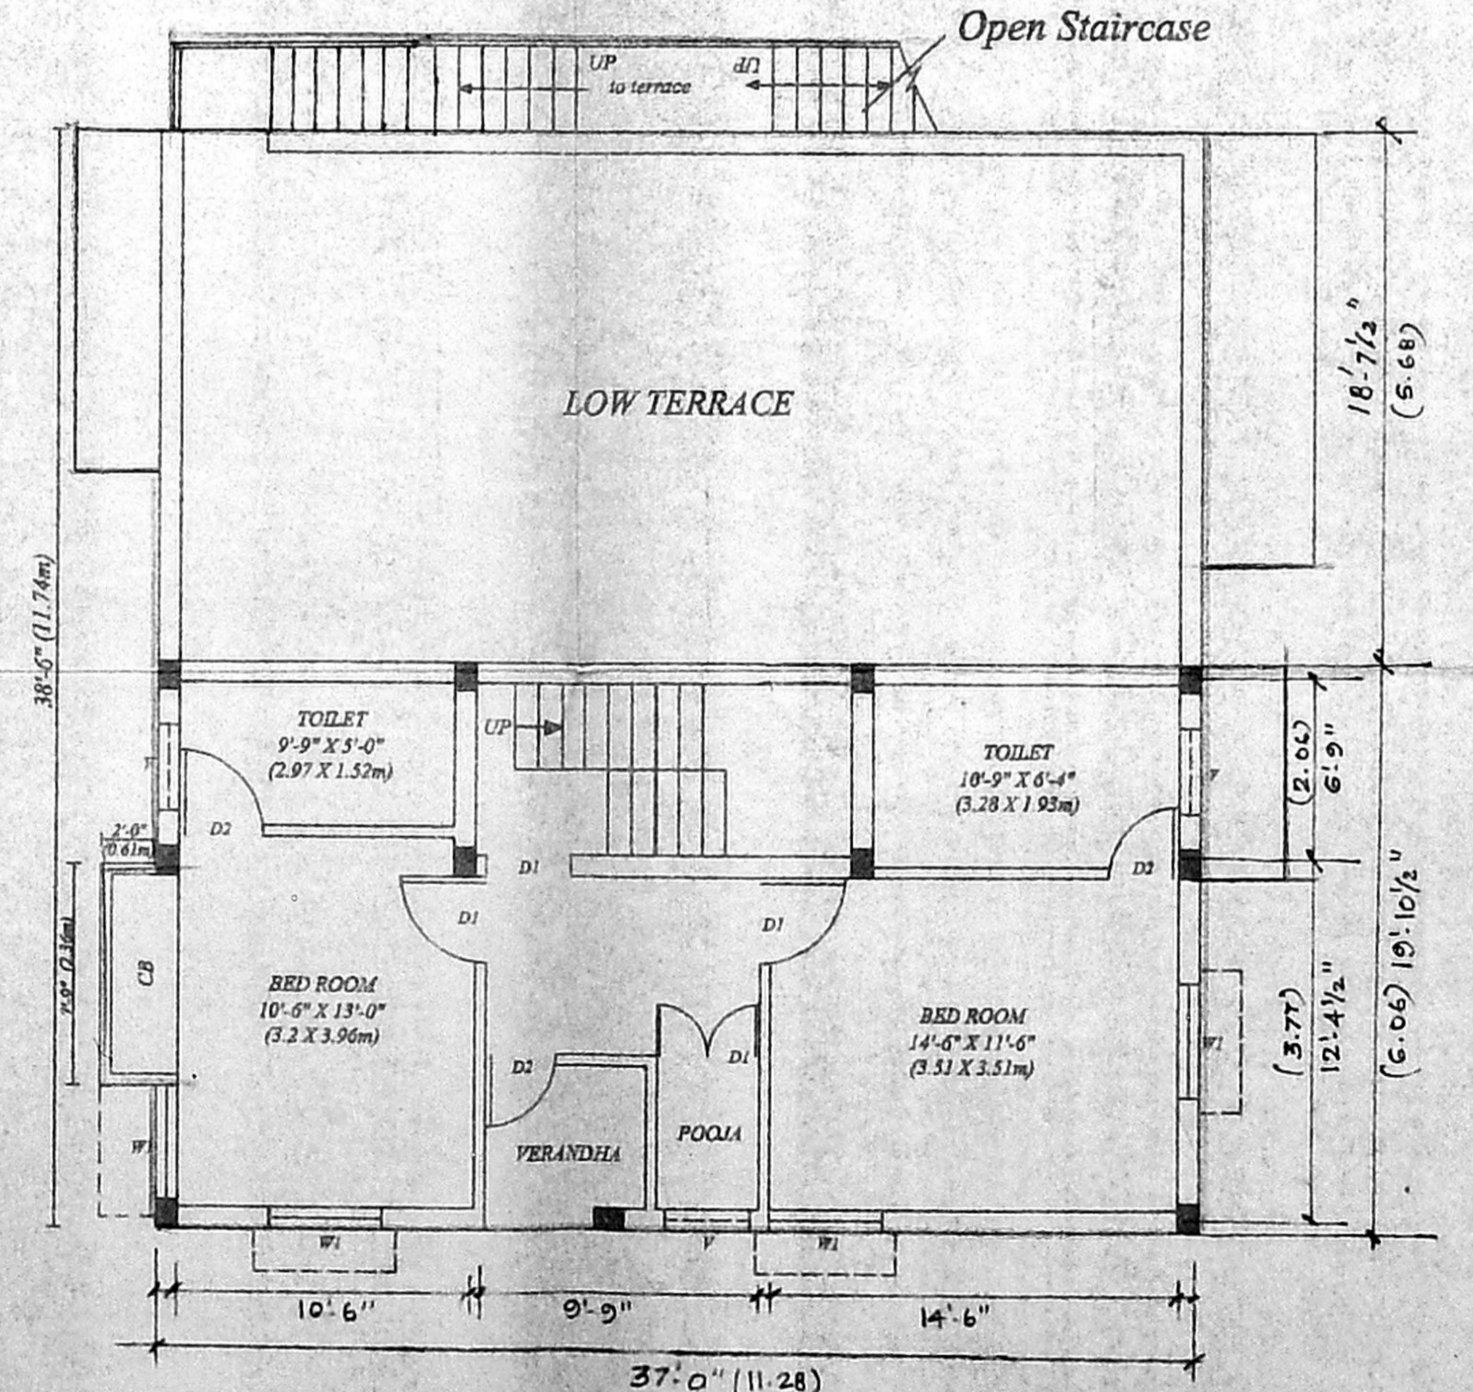 Open Staircase
UP
to terrace
UP
18'-7½"
(5.68)
LOW TERRACE
38'-6" (11.74m)
TOILET
9'-9" X 5'-0"
(2.97 X 1.52m)
UP
TOILET
10'-9" X 6'-4"
(3.28 X 1.93m)
(2.06)
6'-9"
V
2'-0"
(0.61m)
D2
D1
D2
D1
D1
CB
BED ROOM
10'-6" X 13'-0"
(3.2 X 3.96m)
BED ROOM
14'-6" X 11'-6"
(3.51 X 3.51m)
W1
(3.77)
12'-4½"
(6.06) 19'-10½"
D2
D1
W1
VERANDHA
POOJA
W1
V
W1
10'-6"
9'-9"
14'-6"
37'-0" (11.28)